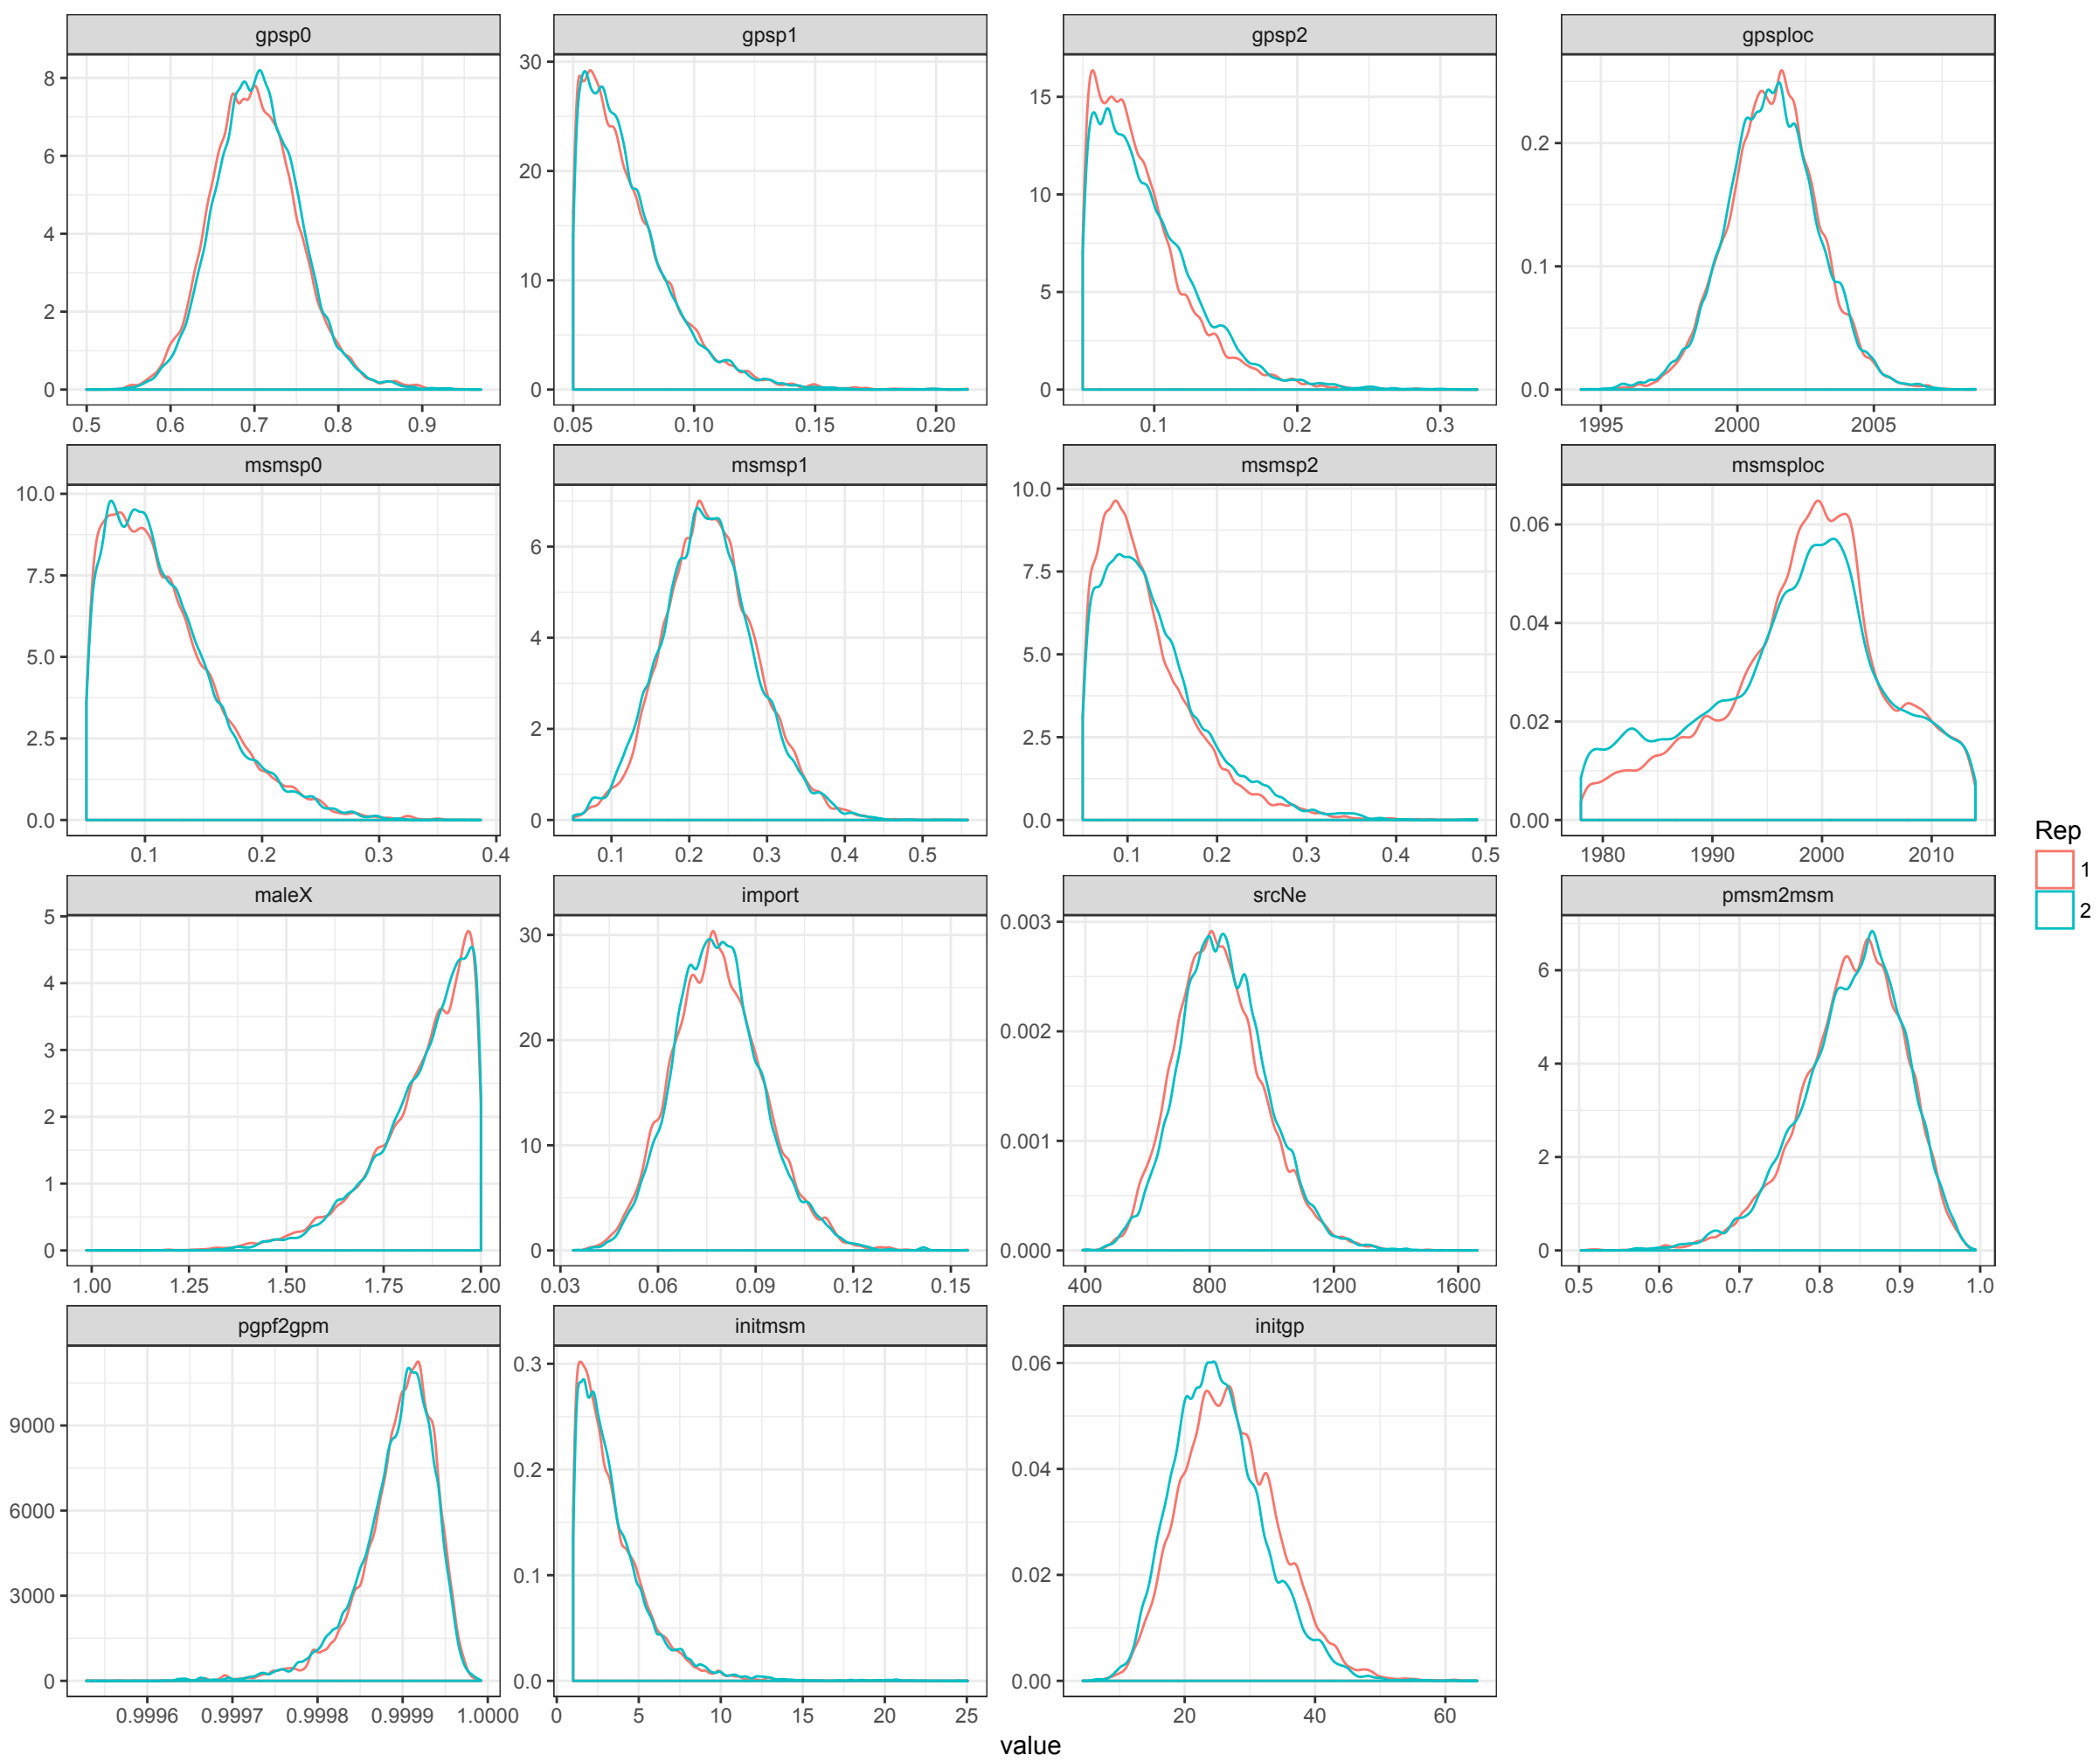 gpsp0 gpsp1 gpsp2 gpsploc
8 6 4 2 0
30 20 10 0
15 10 5 0
0.2 0.1 0.0
0.5 0.6 0.7 0.8 0.9
0.05 0.10 0.15 0.20
0.1 0.2 0.3
1995 2000 2005
msmsp0 msmsp1 msmsp2 msmsploc
10.0 7.5 5.0 2.5 0.0
6 4 2 0
10.0 7.5 5.0 2.5 0.0
0.06 0.04 0.02 0.00
0.1 0.2 0.3 0.4
0.1 0.2 0.3 0.4 0.5
0.1 0.2 0.3 0.4 0.5
1980 1990 2000 2010
maleX import srcNe pmsm2msm
5 4 3 2 1 0
30 20 10 0
0.003 0.002 0.001 0.000
6 4 2 0
1.00 1.25 1.50 1.75 2.00
0.03 0.06 0.09 0.12 0.15
400 800 1200 1600
0.5 0.6 0.7 0.8 0.9 1.0
pgpf2gpm initmsm initgp
9000 6000 3000 0
0.3 0.2 0.1 0.0
0.06 0.04 0.02 0.00
0.9996 0.9997 0.9998 0.9999 1.0000
0 5 10 15 20 25
20 40 60
value
Rep
1
2